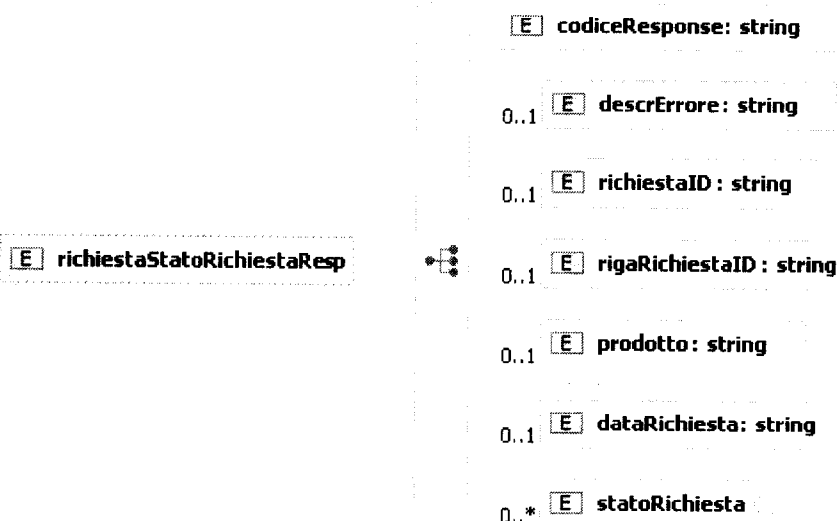 E codiceResponse: string
0..1 E descrErrore: string
0..1 E richiestaID: string
E richiestaStatoRichiestaResp
0..1 E rigaRichiestaID: string
0..1 E prodotto: string
0..1 E dataRichiesta: string
0..* E statoRichiesta